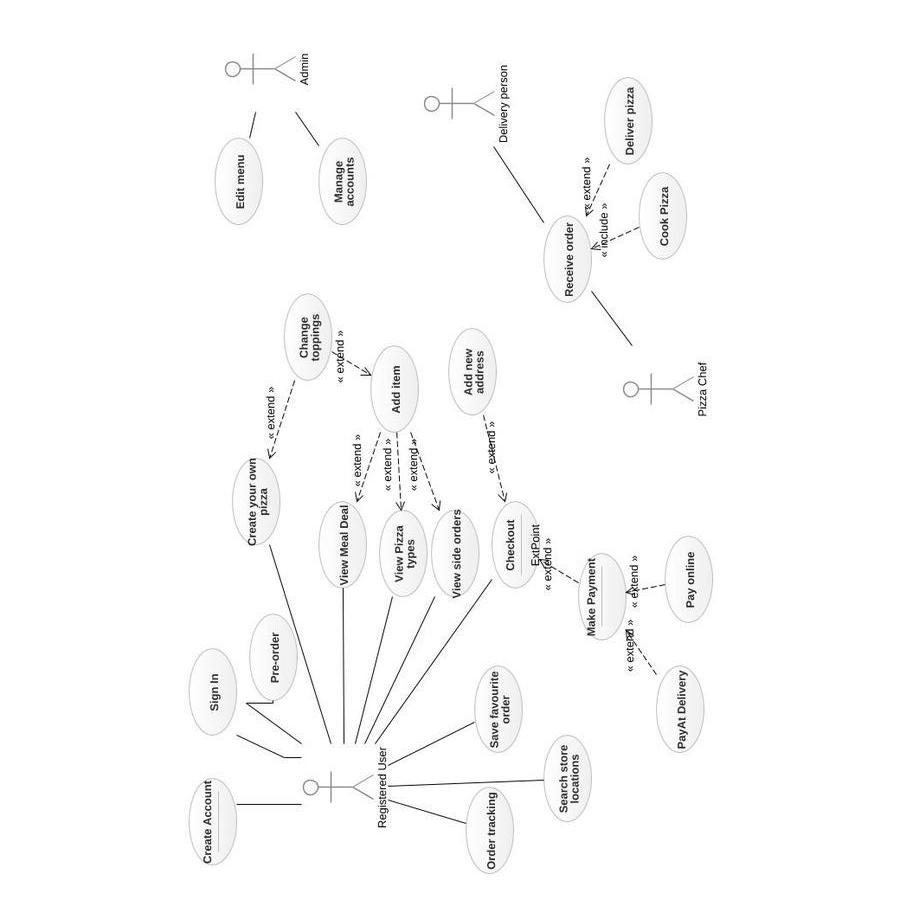 Create Account
Sign In
Edit menu
Create your own
pizza
Pre-order
« extend »
Admin
Change
toppings
Manage
accounts
« extend »
View Meal Deal
« extend »
Registered User
« extend »
Add item
View Pizza
types
« extend »
View side orders
Add new
address
Order tracking
« extend »
Save favourite
order
Delivery person
Checkout
ExtPoint
« extend »
Search store
locations
Receive order
« extend »
Make Payment
« include »
Deliver pizza
« extend »
« extend »
Cook Pizza
PayAt Delivery
Pay online
Pizza Chef